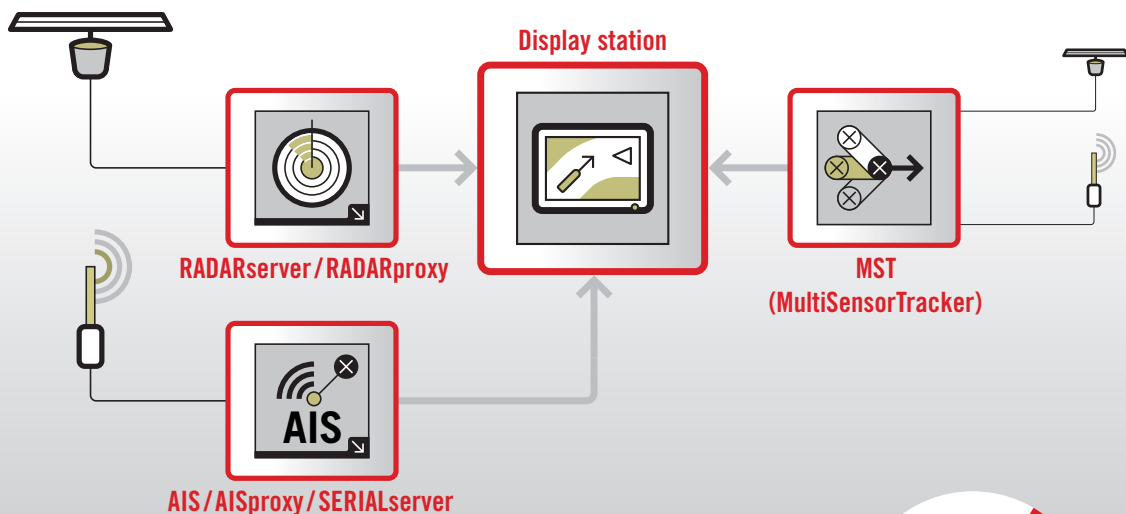 Display station
RADARserver / RADARproxy
MST
(MultiSensorTracker)
AIS
AIS / AISproxy / SERIALserver